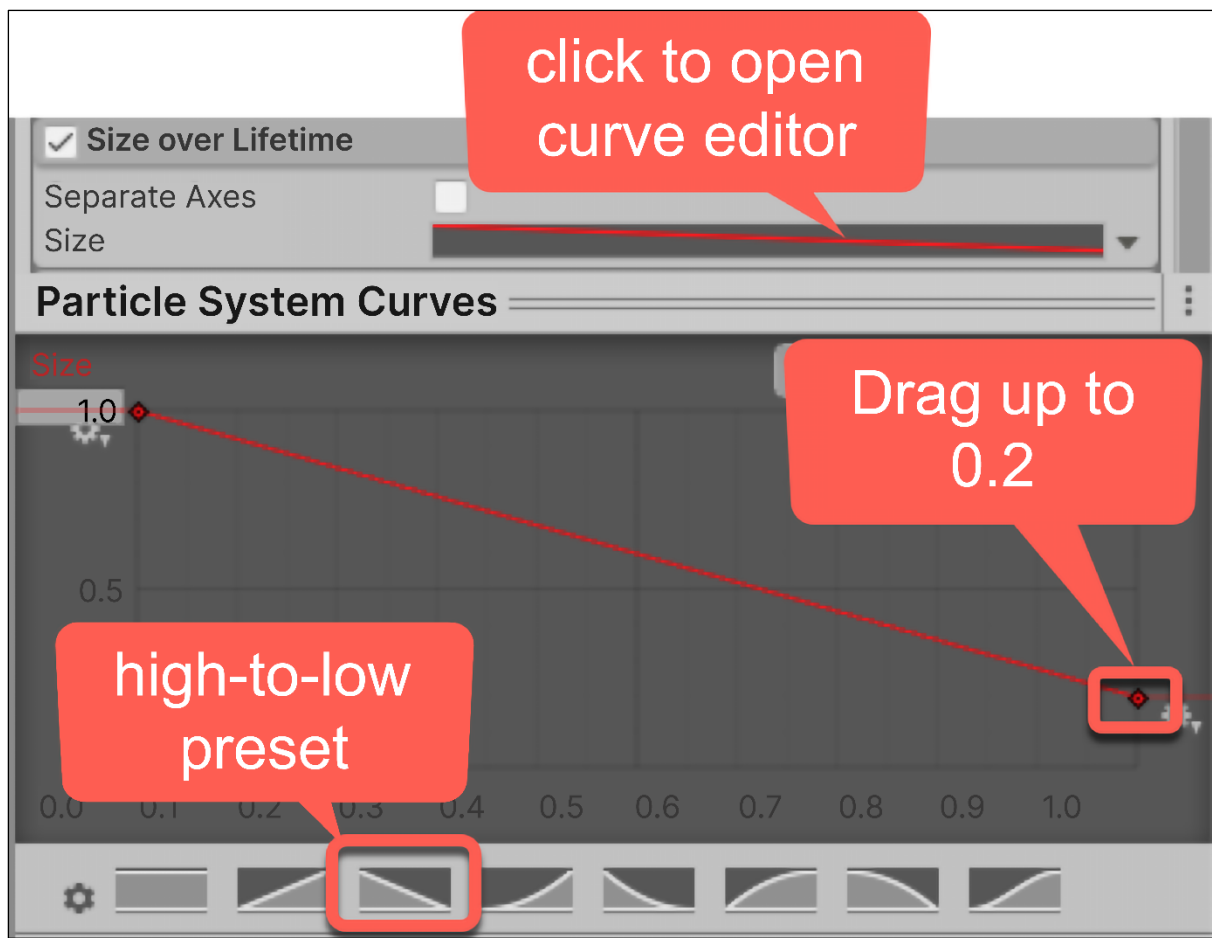 click to open
curve editor
Size over Lifetime
Separate Axes
Size
Particle System Curves
Size
1.0
Drag up to
0.2
0.5
high-to-low
preset
0.0 0.1 0.2 0.3 0.4 0.5 0.6 0.7 0.8 0.9 1.0